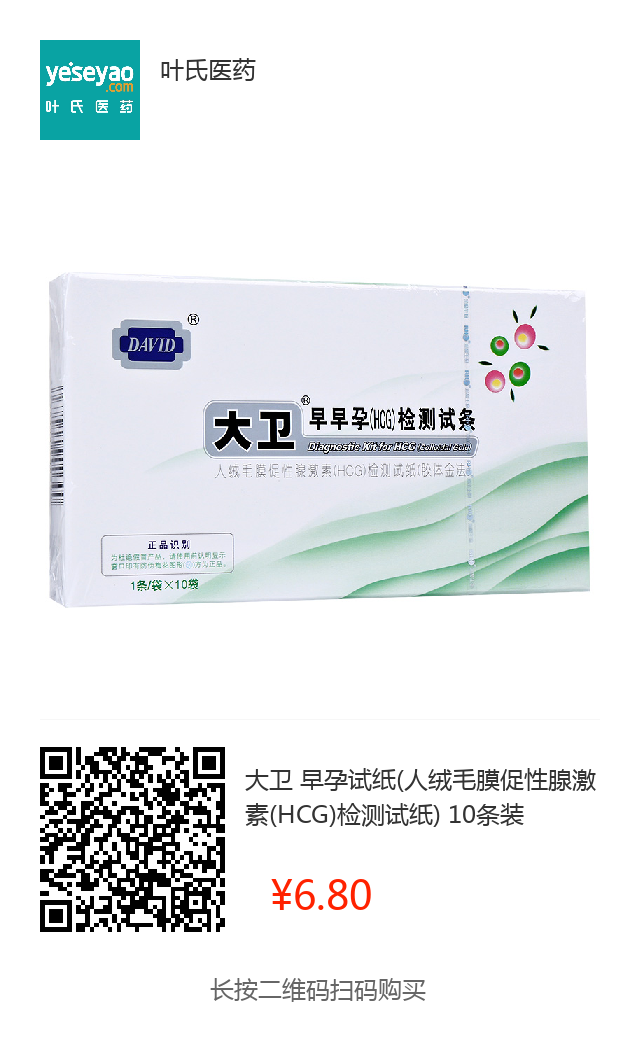 yeseyao
.com
叶氏医药
叶氏医药
DAVID
®
大卫
®
早早孕(HCG)检测试条
Diagnostic Kit for HCG (Colloidal Gold)
人绒毛膜促性腺激素(HCG)检测试纸(胶体金法)
正品识别
1条/袋×10袋
大卫 早孕试纸(人绒毛膜促性腺激
素(HCG)检测试纸) 10条装
¥6.80
长按二维码扫码购买